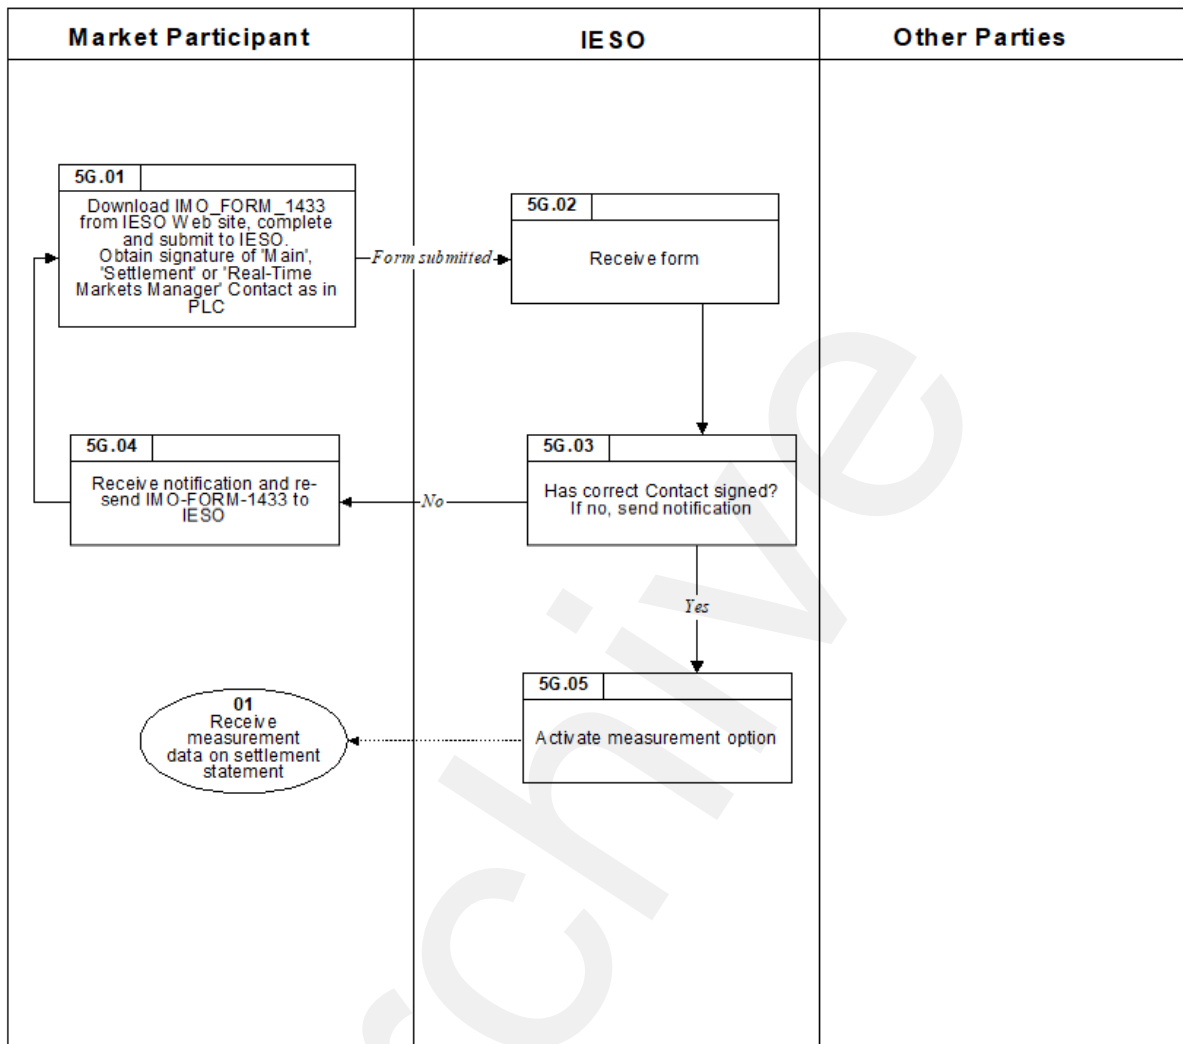 Market Participant
IESO
Other Parties
5G.01
Download IMO_FORM_1433
from IESO Web site, complete
and submit to IESO.
Obtain signature of 'Main',
'Settlement' or 'Real-Time
Markets Manager' Contact as in
PLC
Form submitted
5G.02
Receive form
5G.04
Receive notification and re-
send IMO-FORM-1433 to
IESO
No
5G.03
Has correct Contact signed?
If no, send notification
Yes
01
Receive
measurement
data on settlement
statement
5G.05
Activate measurement option
rchive